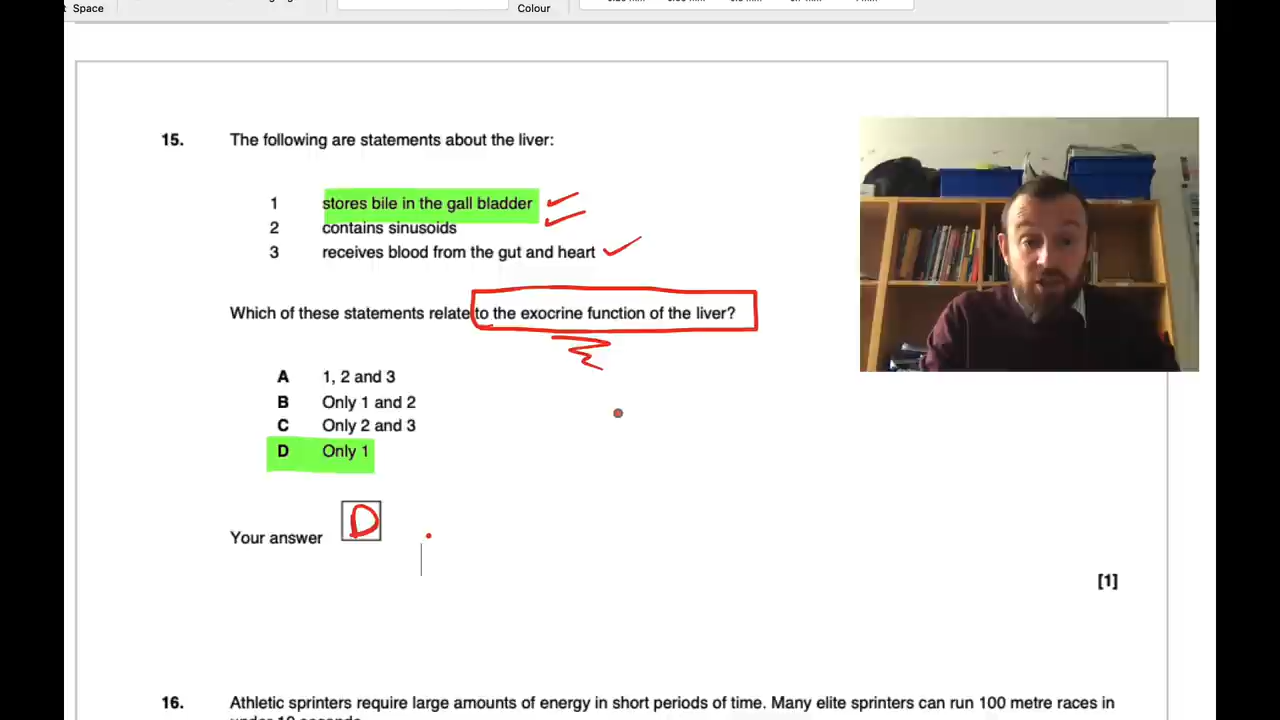 Space
Colour
15. The following are statements about the liver:
1 stores bile in the gall bladder
2 contains sinusoids
3 receives blood from the gut and heart
Which of these statements relate to the exocrine function of the liver?
A 1, 2 and 3
B Only 1 and 2
C Only 2 and 3
D Only 1
Your answer D
[1]
16. Athletic sprinters require large amounts of energy in short periods of time. Many elite sprinters can run 100 metre races in